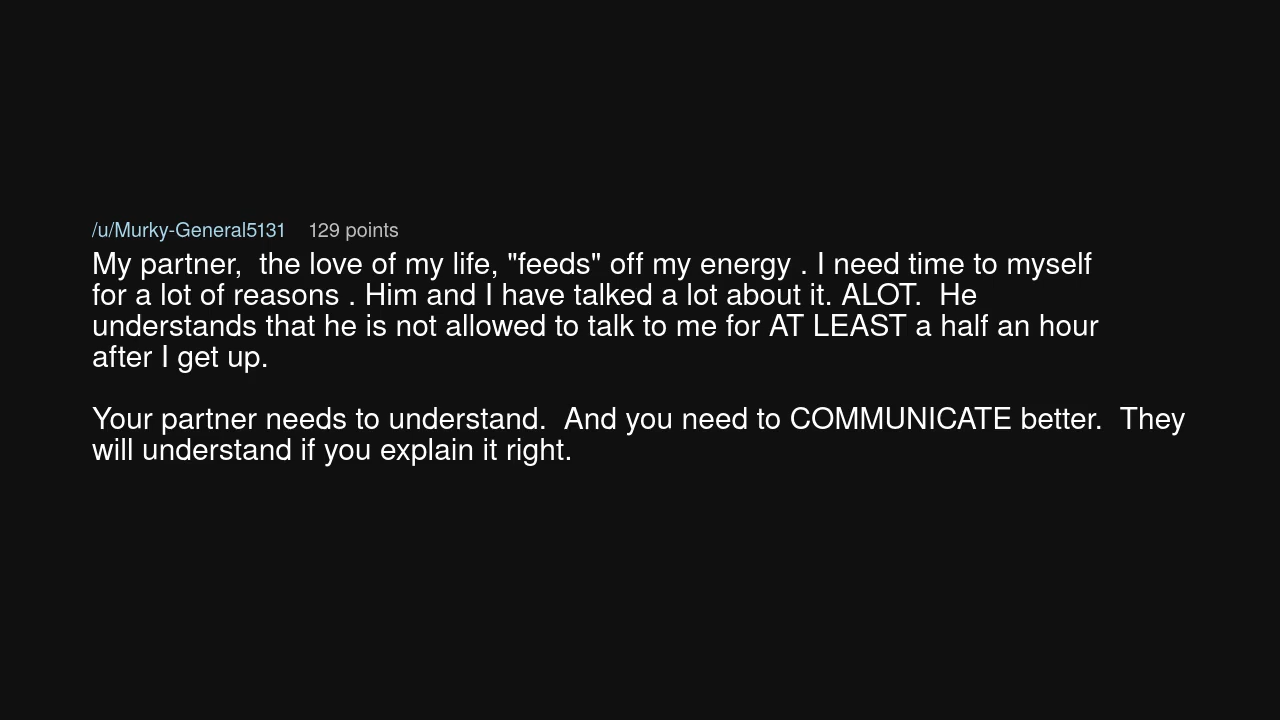 /u/Murky-General5131 129 points
My partner,  the love of my life, "feeds" off my energy . I need time to myself
for a lot of reasons . Him and I have talked a lot about it. ALOT.  He
understands that he is not allowed to talk to me for AT LEAST a half an hour
after I get up.
Your partner needs to understand.  And you need to COMMUNICATE better.  They
will understand if you explain it right.